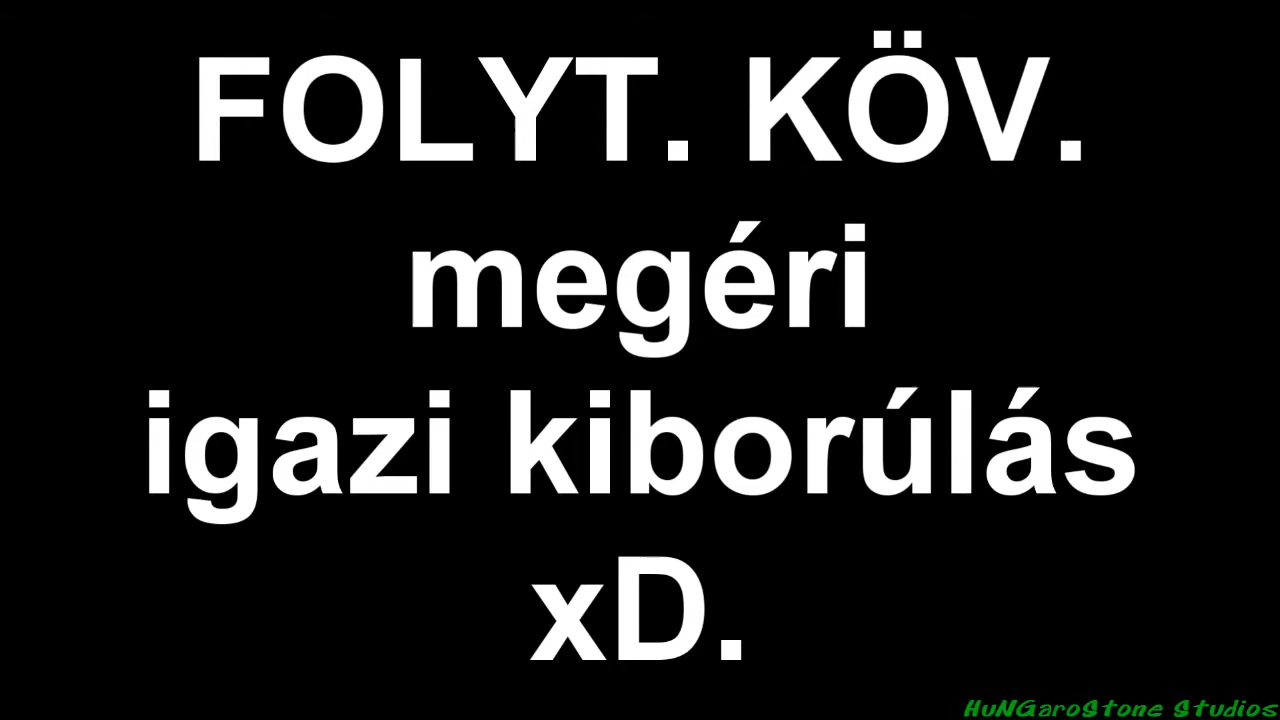 FOLYT. KÖV.
megéri
igazi kiborúlás
xD.
HuNGaroStone Studios